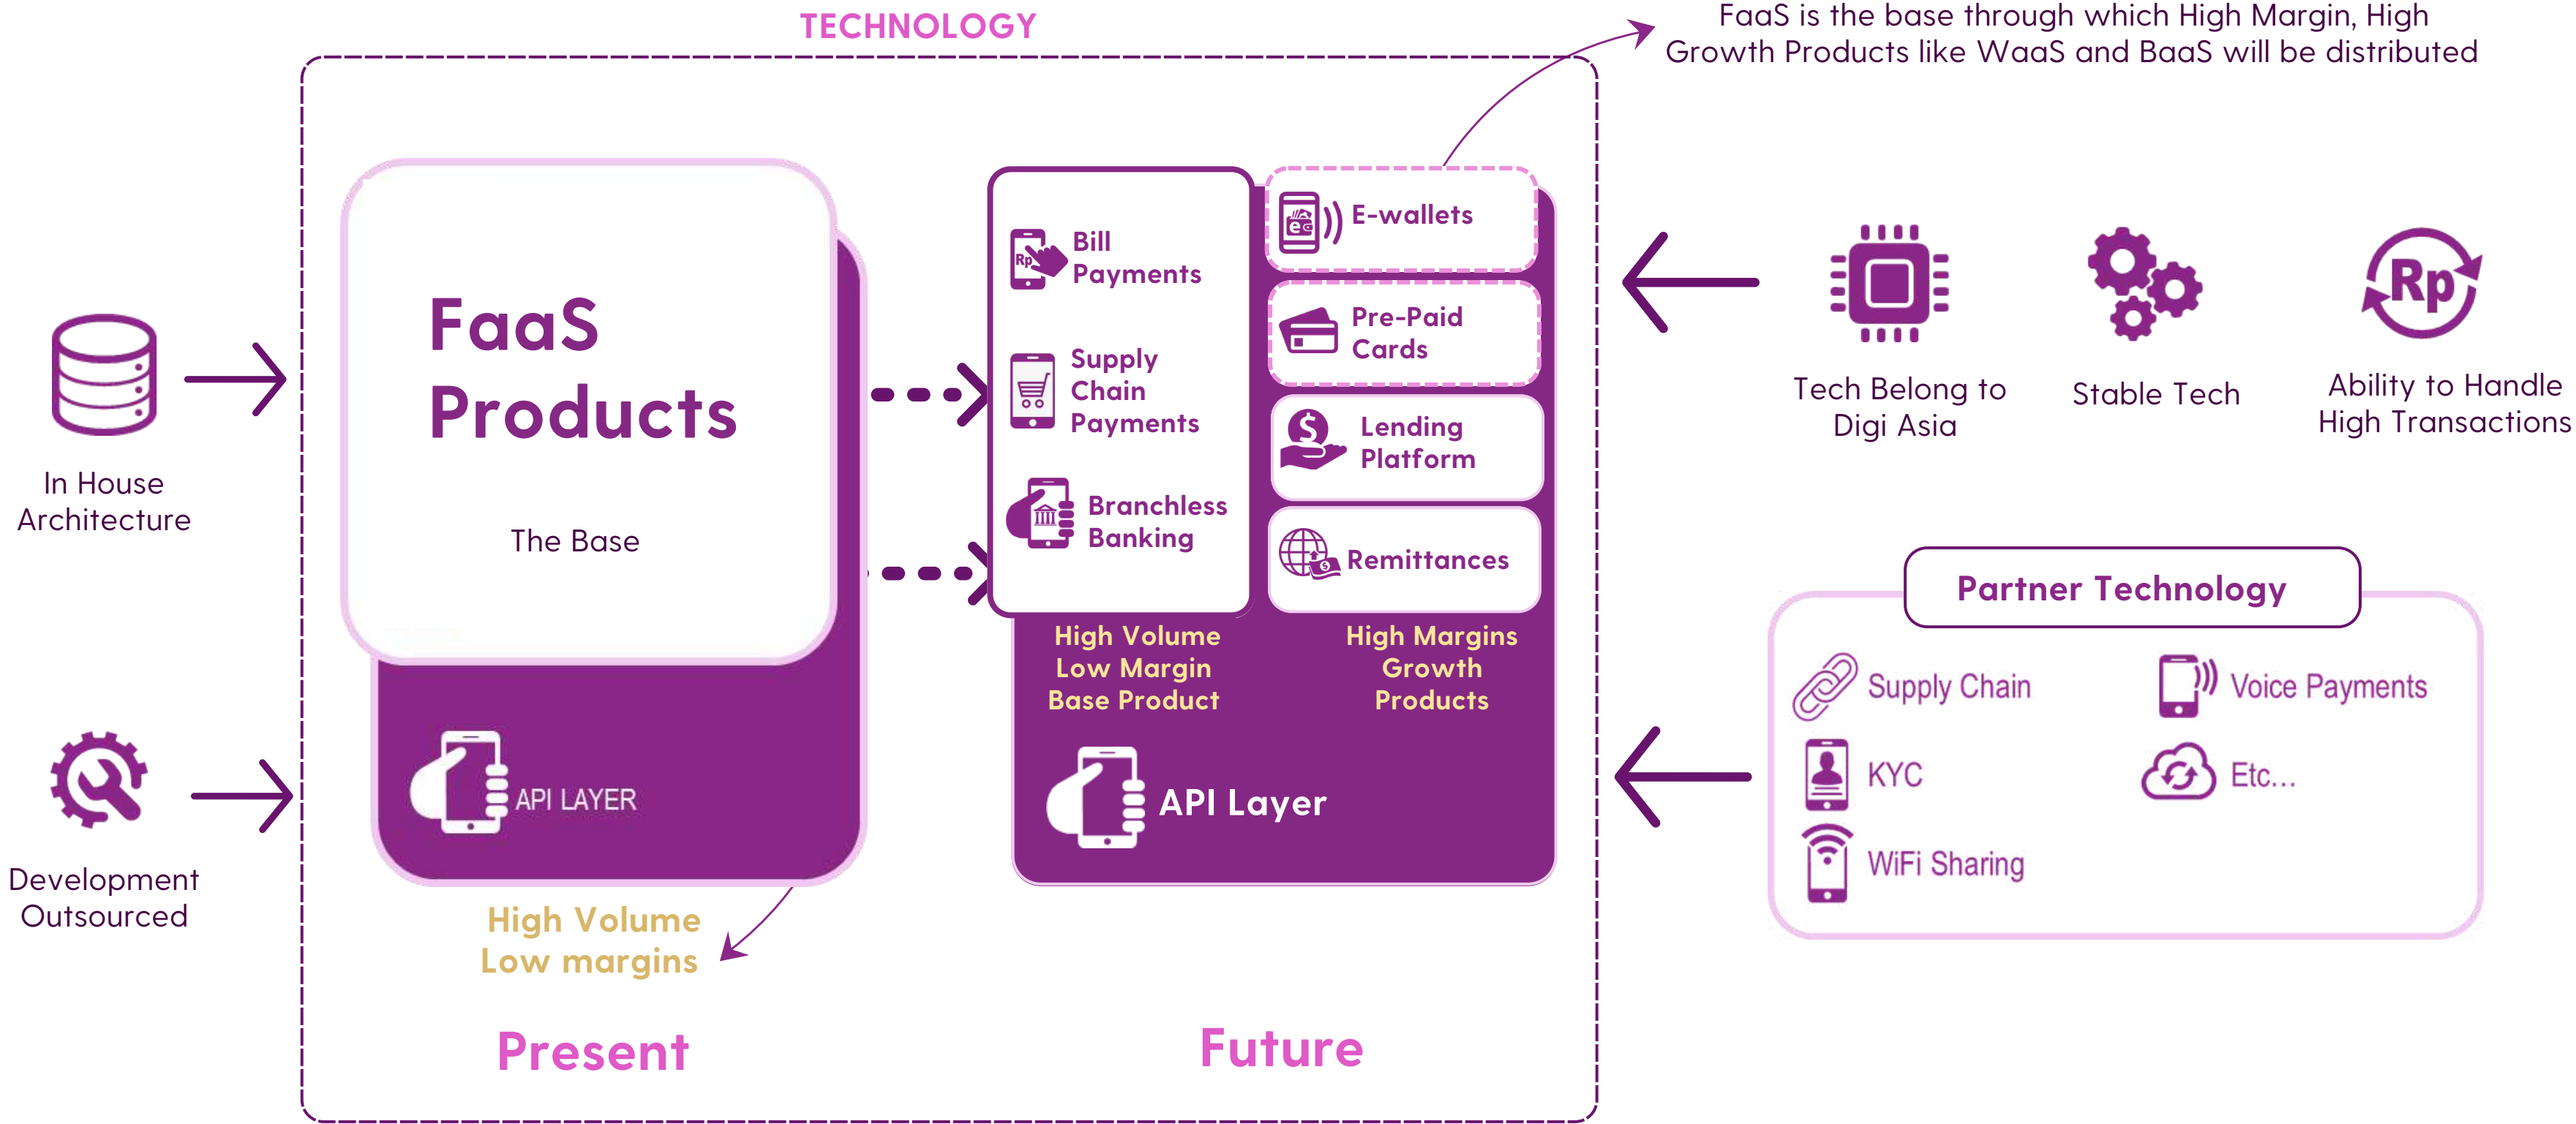 TECHNOLOGY
FaaS is the base through which High Margin, High
Growth Products like WaaS and BaaS will be distributed
In House
Architecture
Development
Outsourced
FaaS
Products
The Base
API LAYER
High Volume
Low margins
Present
Rp
Bill
Payments
Supply
Chain
Payments
Branchless
Banking
High Volume
Low Margin
Base Product
e
E-wallets
Pre-Paid
Cards
$
Lending
Platform
$
Remittances
High Margins
Growth
Products
API Layer
Future
Tech Belong to
Digi Asia
Stable Tech
Rp
Ability to Handle
High Transactions
Partner Technology
Supply Chain
KYC
WiFi Sharing
Voice Payments
Etc...